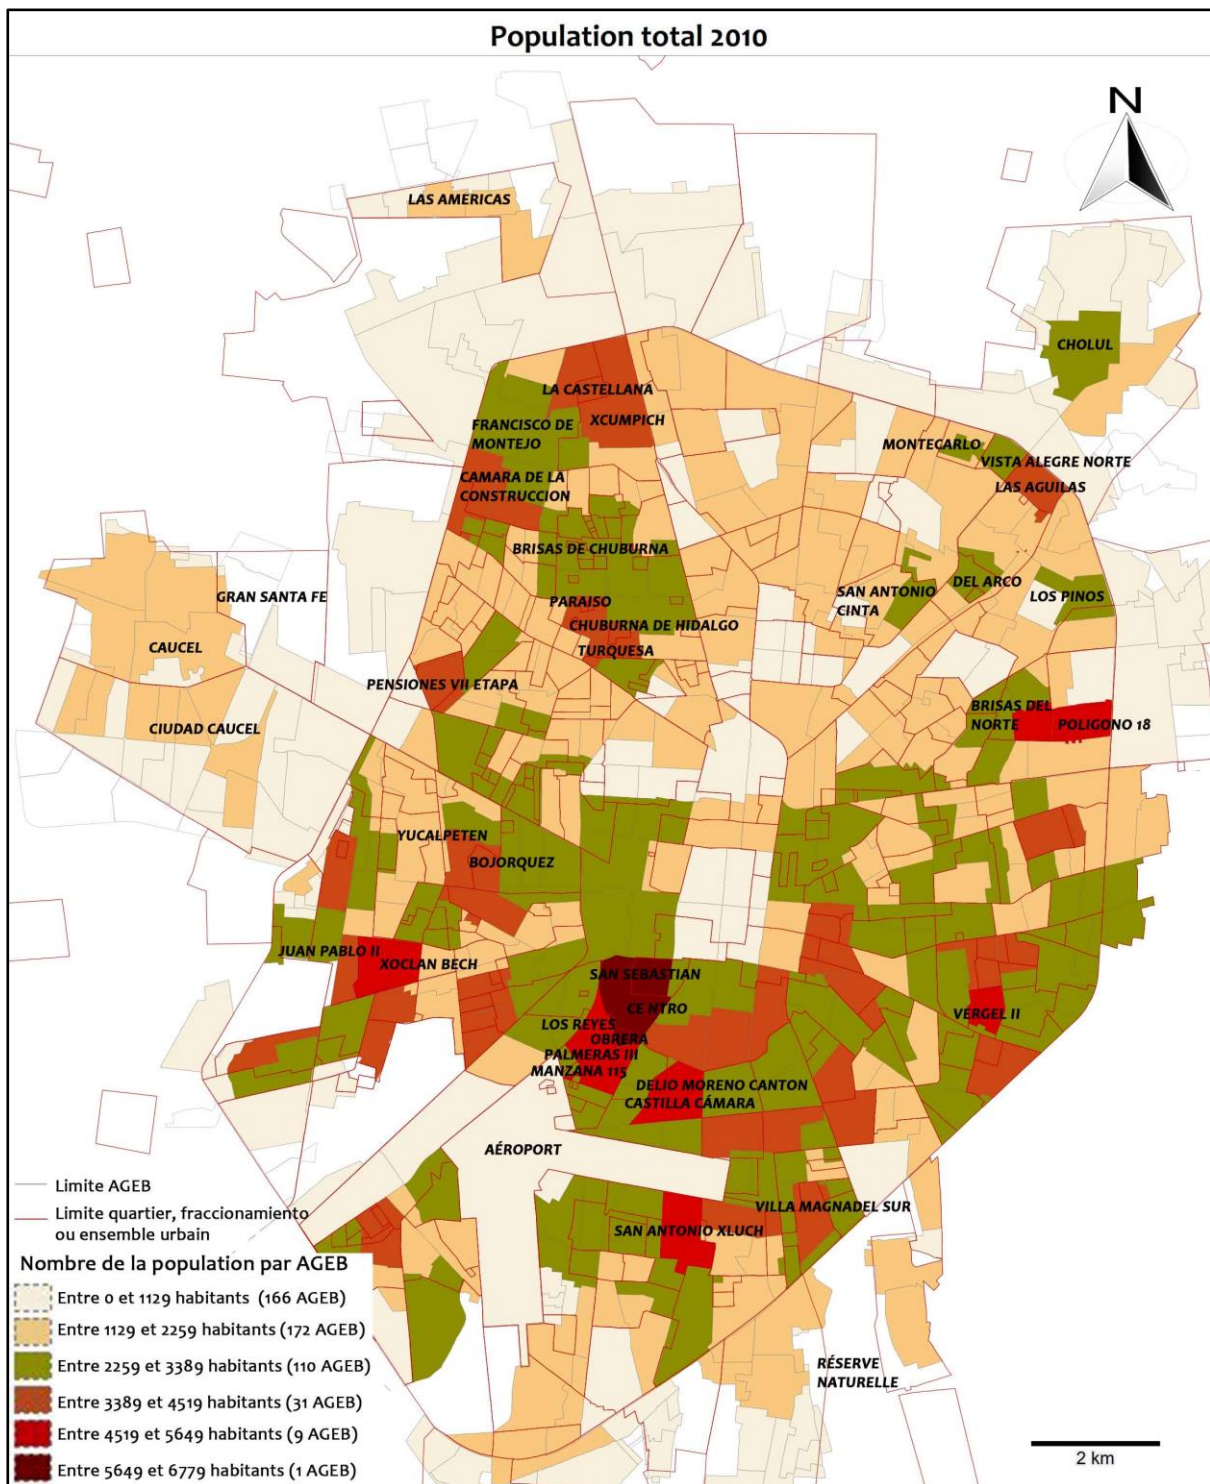 Population total 2010
N
LAS AMERICAS
CHOLUL
LA CASTELLANA
XCUMPICH
FRANCISCO DE
MONTEJO
MONTECARLO
VISTA ALEGRE NORTE
LAS AGUILAS
CAMARA DE LA
CONSTRUCCION
BRISAS DE CHUBURNA
DEL ARCO
SAN ANTONIO
CINTA
LOS PINOS
GRAN SANTA FE
PARAISO
CHUBURNA DE HIDALGO
TURQUESA
CAUCEL
PENSIONES VII ETAPA
CIUDAD CAUCEL
BRISAS DEL
NORTE
POLIGONO 18
YUCALPETEN
BOJORQUEZ
JUAN PABLO II
XOCLAN BECH
SAN SEBASTIAN
CE NTRO
VERGEL II
LOS REYES
OBRERA
PALMERAS III
MANZANA 115
DELIO MORENO CANTON
CASTILLA CÁMARA
AÉROPORT
VILLA MAGNADEL SUR
SAN ANTONIO XLUCH
RÉSERVE
NATURELLE
Limite AGEB
Limite quartier, fraccionamiento
ou ensemble urbain
Nombre de la population par AGEB
Entre 0 et 1129 habitants (166 AGEB)
Entre 1129 et 2259 habitants (172 AGEB)
Entre 2259 et 3389 habitants (110 AGEB)
Entre 3389 et 4519 habitants (31 AGEB)
Entre 4519 et 5649 habitants (9 AGEB)
Entre 5649 et 6779 habitants (1 AGEB)
2 km